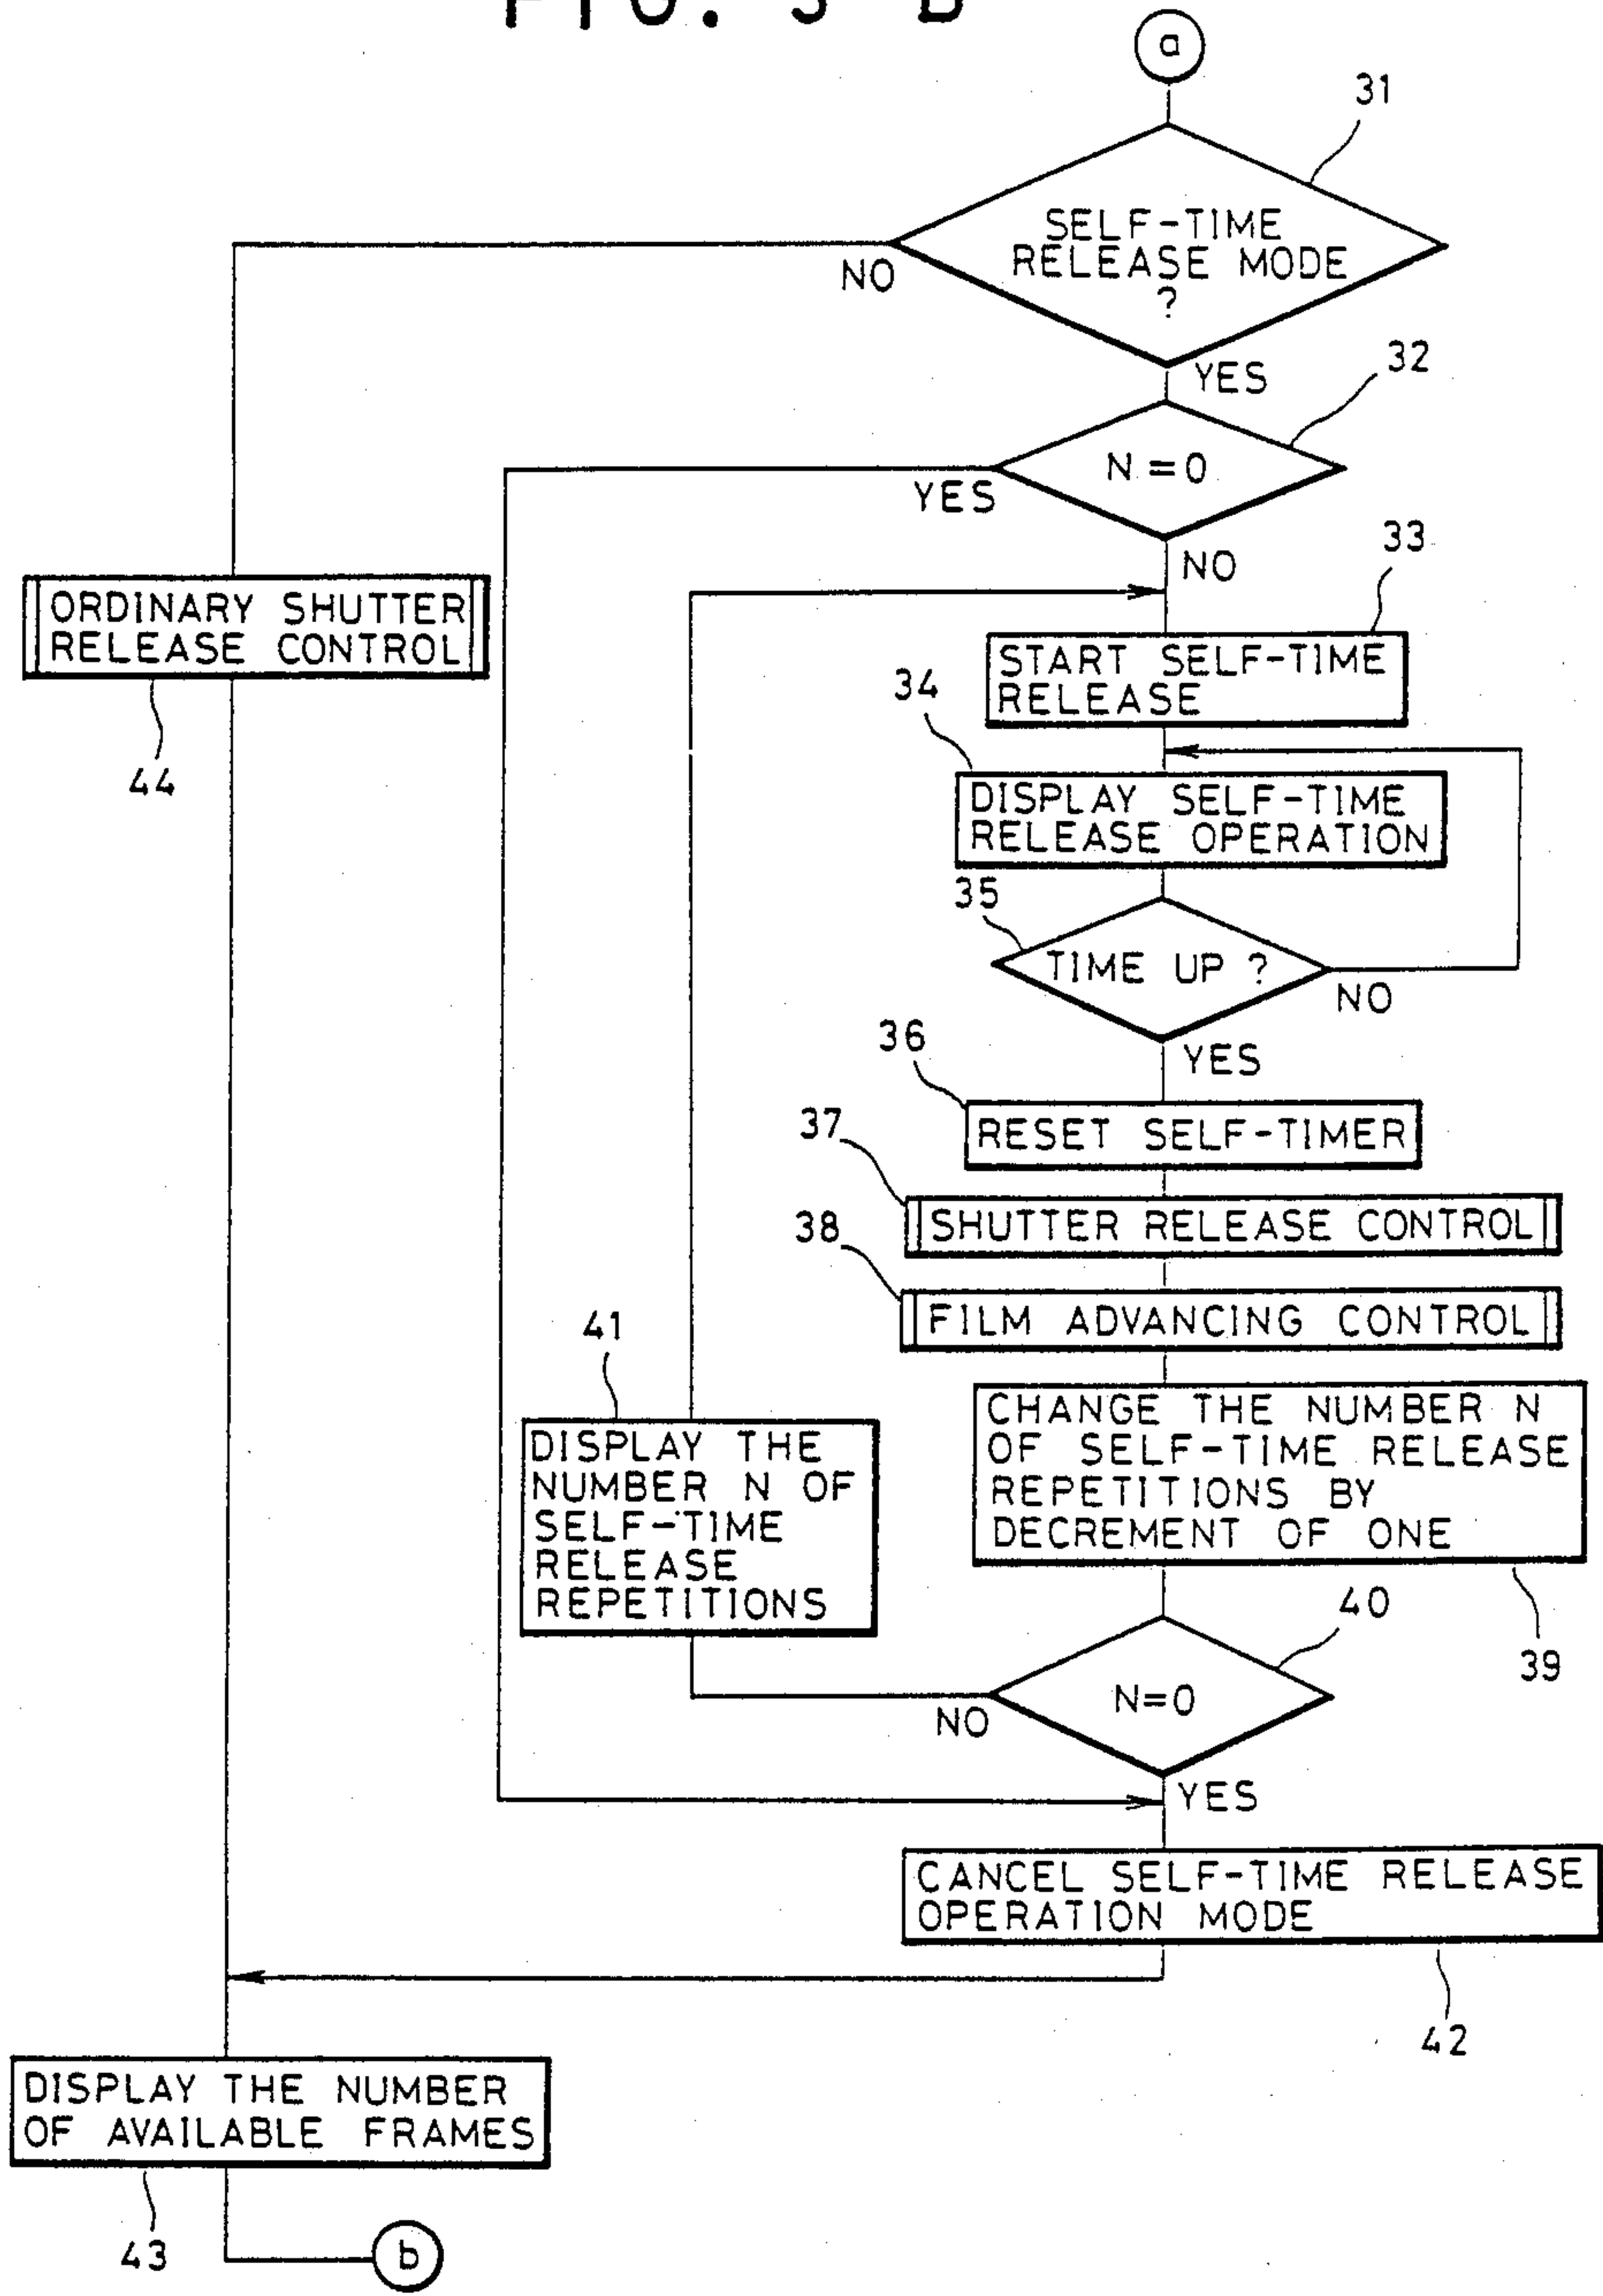 FIG. 3 B
a
31
SELF-TIME
RELEASE MODE
?
NO
YES
32
N = 0
YES
NO
33
ORDINARY SHUTTER
RELEASE CONTROL
44
START SELF-TIME
RELEASE
34
DISPLAY SELF-TIME
RELEASE OPERATION
35
TIME UP ?
NO
YES
36
RESET SELF-TIMER
37
SHUTTER RELEASE CONTROL
38
FILM ADVANCING CONTROL
41
DISPLAY THE
NUMBER N OF
SELF-TIME
RELEASE
REPETITIONS
CHANGE THE NUMBER N
OF SELF-TIME RELEASE
REPETITIONS BY
DECREMENT OF ONE
39
40
N=0
NO
YES
CANCEL SELF-TIME RELEASE
OPERATION MODE
42
DISPLAY THE NUMBER
OF AVAILABLE FRAMES
43
b